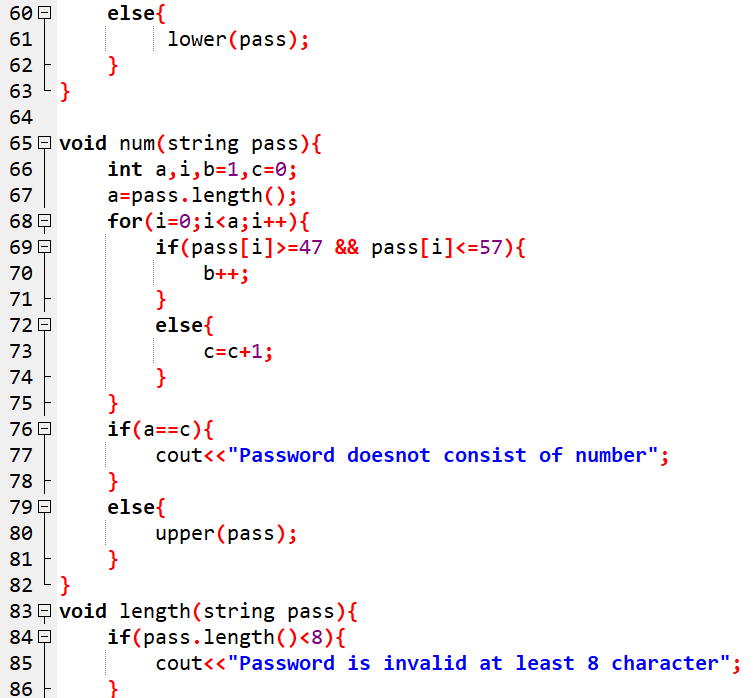 60 else{
61 lower(pass);
62 }
63 }
64
65 void num(string pass){
66 int a,i,b=1,c=0;
67 a=pass.length();
68 for(i=0;i<a;i++){
69 if(pass[i]>=47 && pass[i]<=57){
70 b++;
71 }
72 else{
73 c=c+1;
74 }
75 }
76 if(a==c){
77 cout<<"Password doesnot consist of number";
78 }
79 else{
80 upper(pass);
81 }
82 }
83 void length(string pass){
84 if(pass.length()<8){
85 cout<<"Password is invalid at least 8 character";
86 }